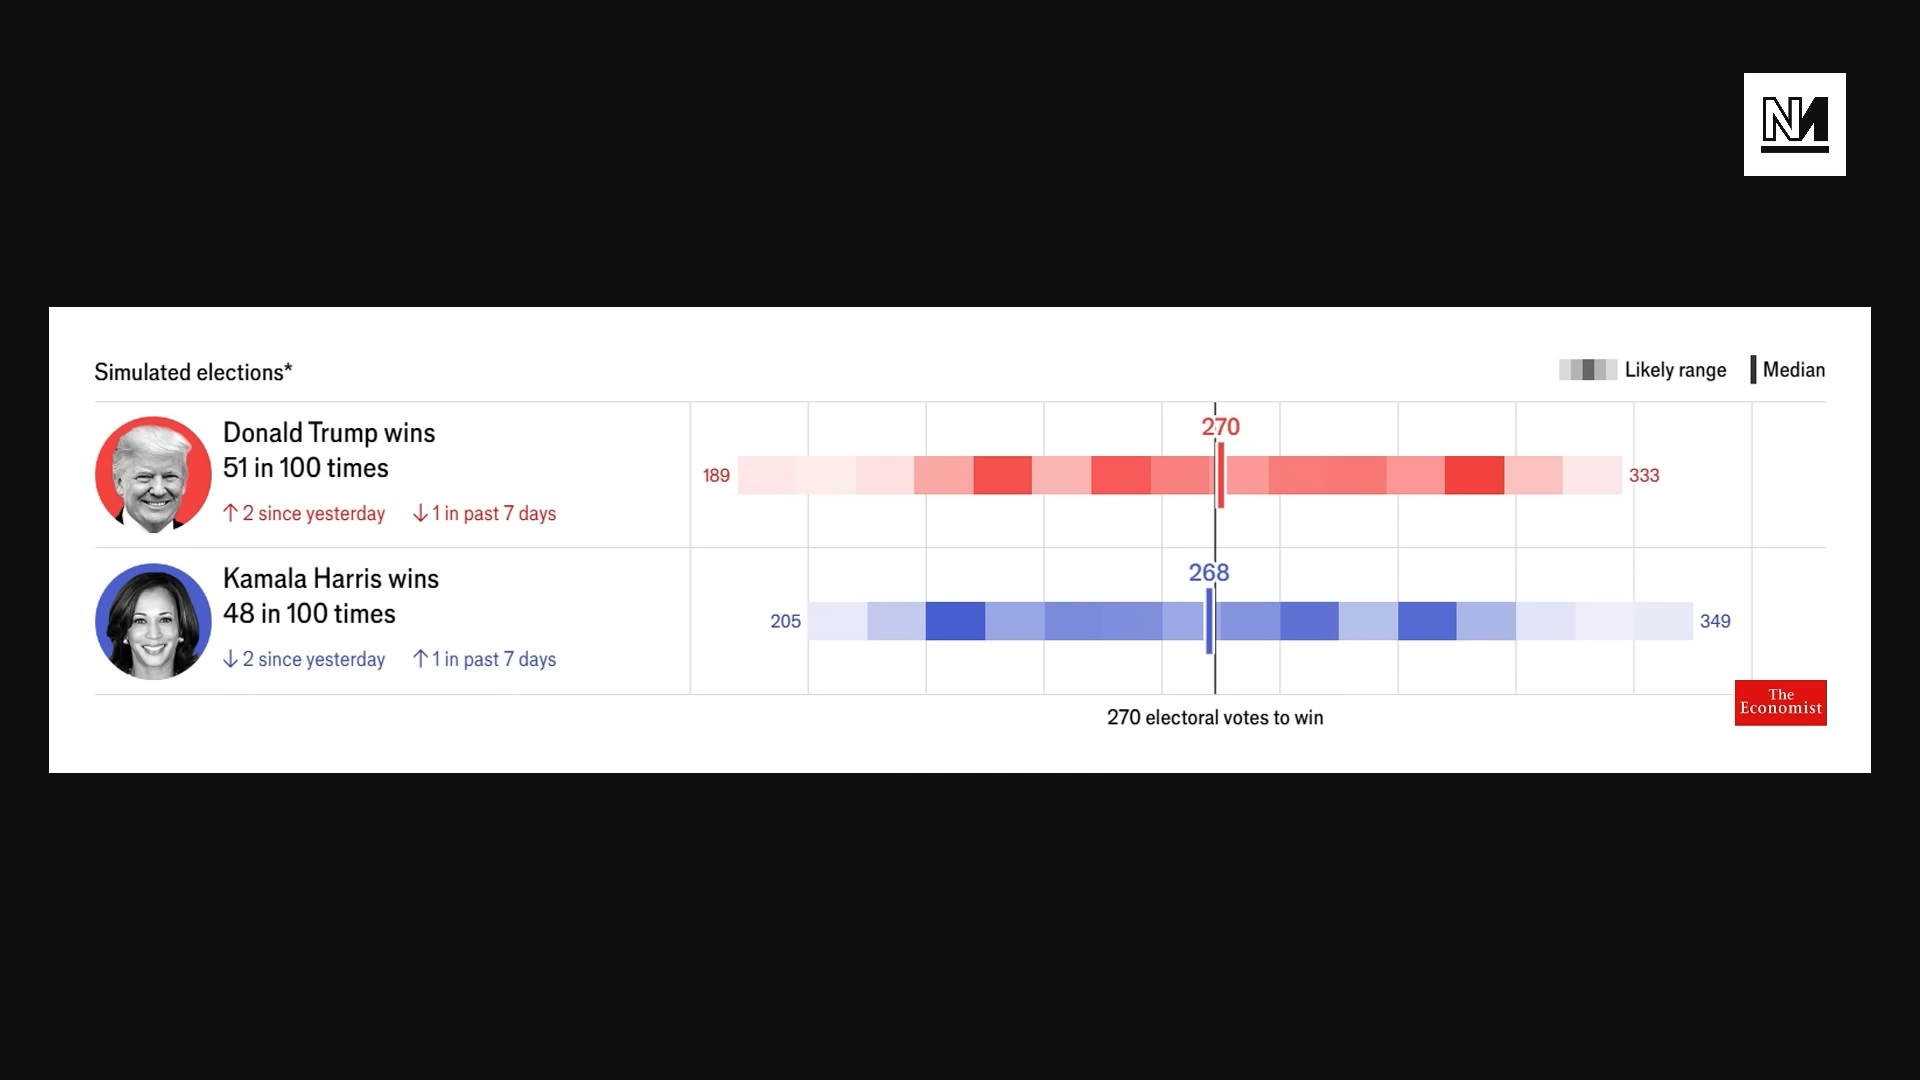 NM
Simulated elections*
Likely range
Median
Donald Trump wins
51 in 100 times
↑ 2 since yesterday ↓ 1 in past 7 days
189
270
333
Kamala Harris wins
48 in 100 times
↓ 2 since yesterday ↑ 1 in past 7 days
205
268
349
270 electoral votes to win
The
Economist